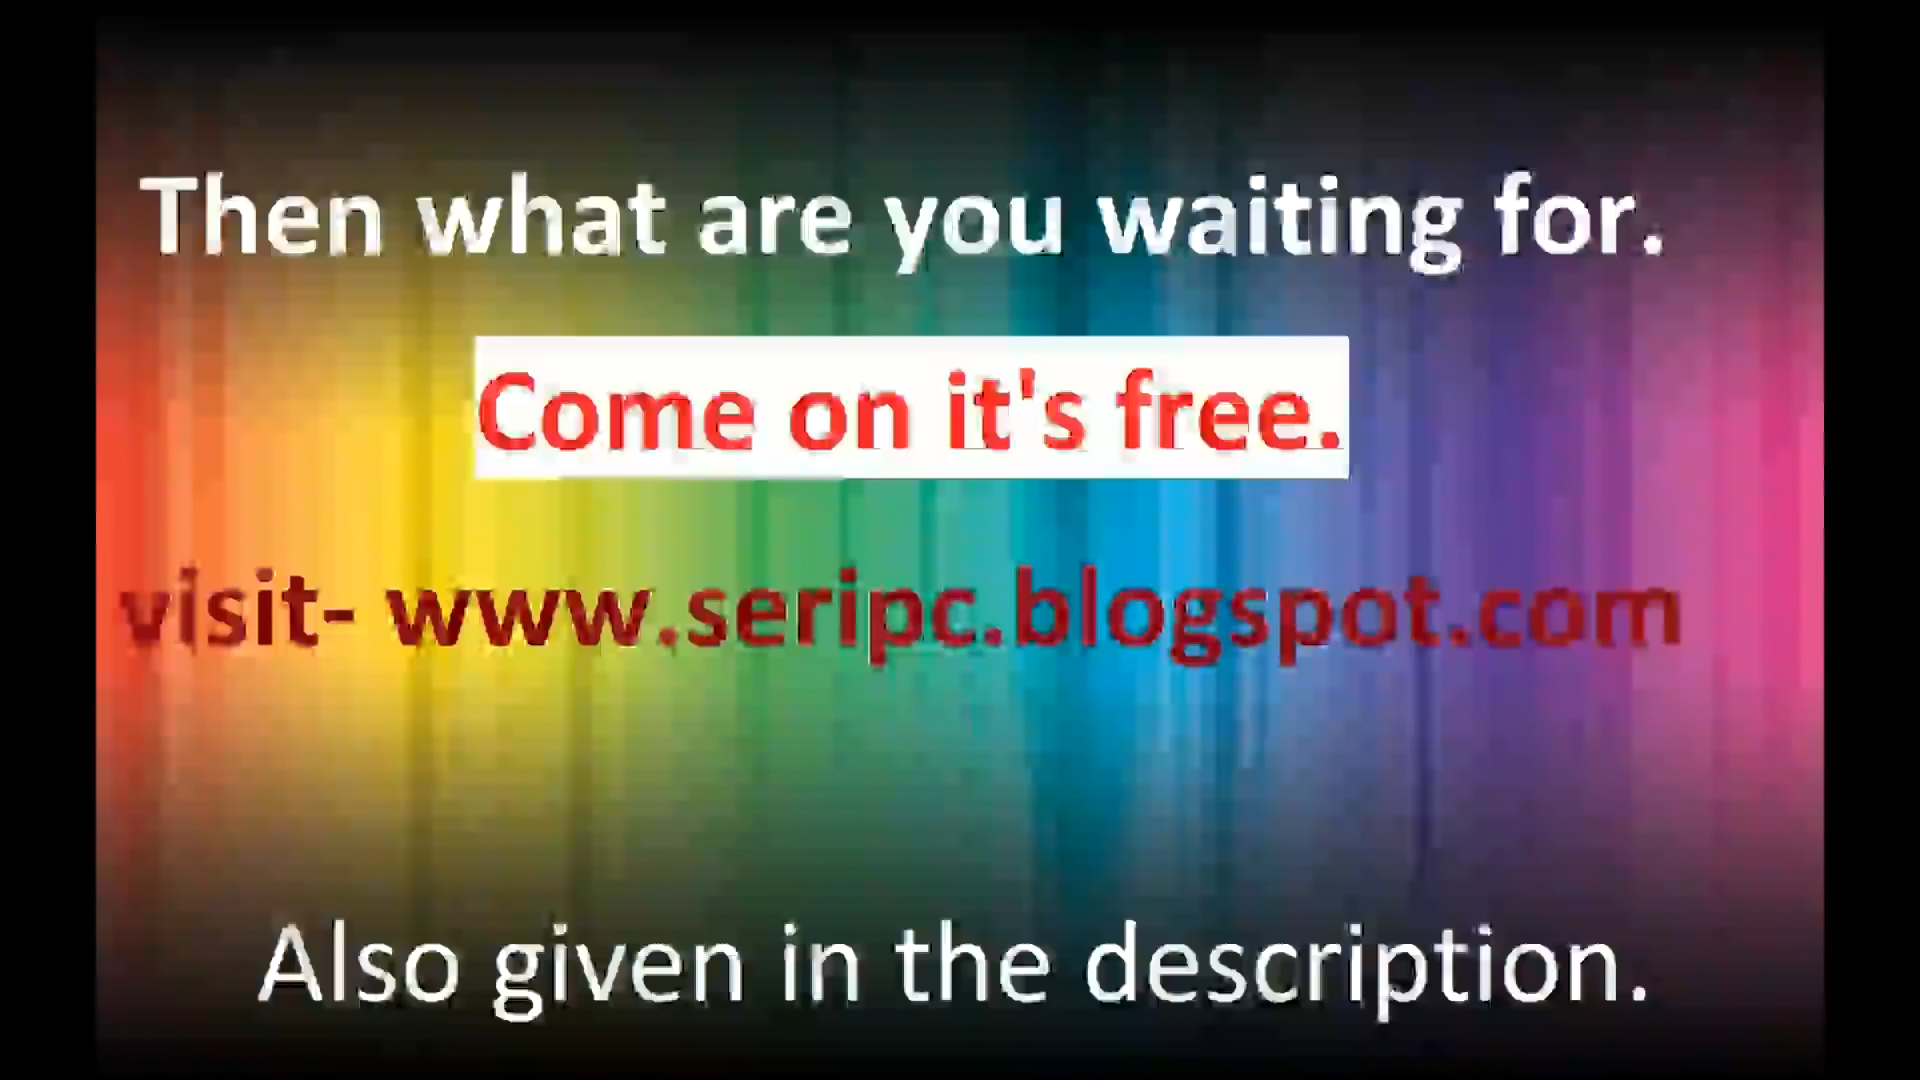 Then what are you waiting for.
Come on it's free.
visit- www.seripc.blogspot.com
Also given in the description.